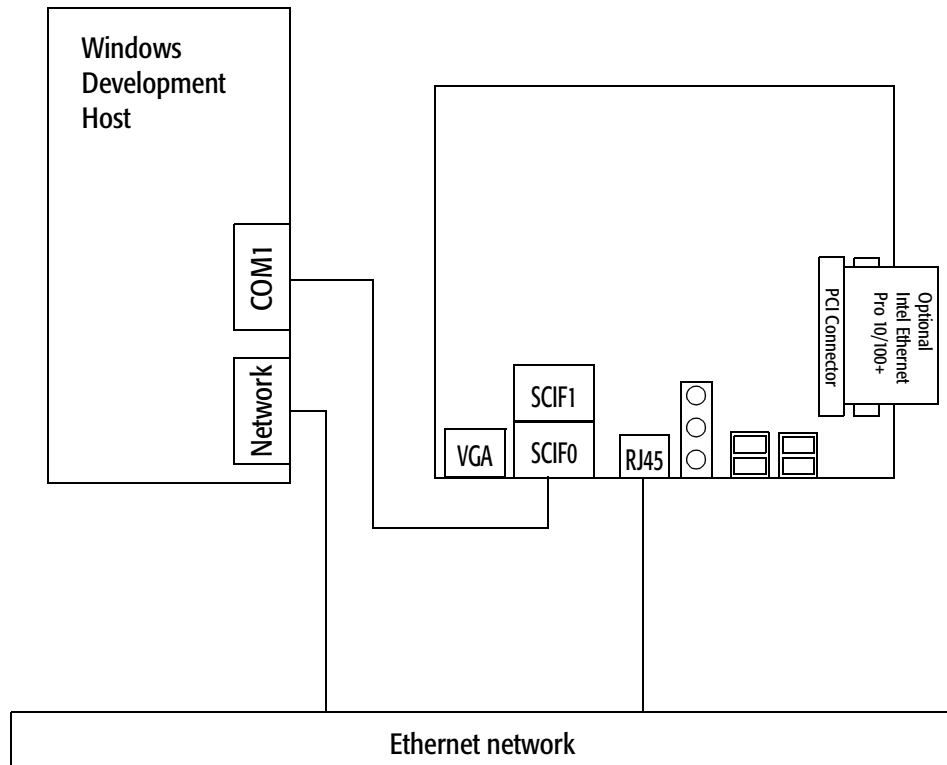 Windows
Development
Host
COM1
Network
VGA
SCIF1
SCIF0
RJ45
PCI Connector
Optional
Intel Ethernet
Pro 10/100+
Ethernet network